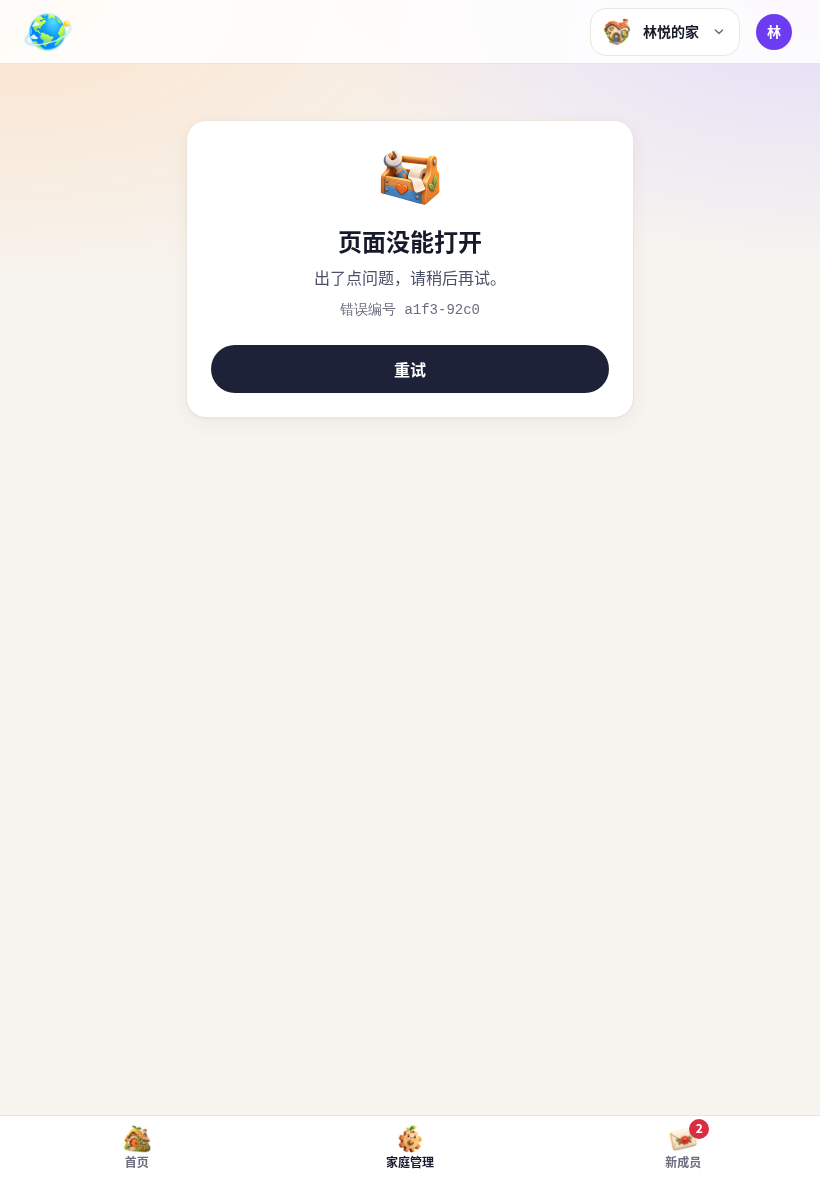 林悦的家
林
页面没能打开
出了点问题，请稍后再试。
错误编号 a1f3-92c0
重试
首页
家庭管理
2
新成员